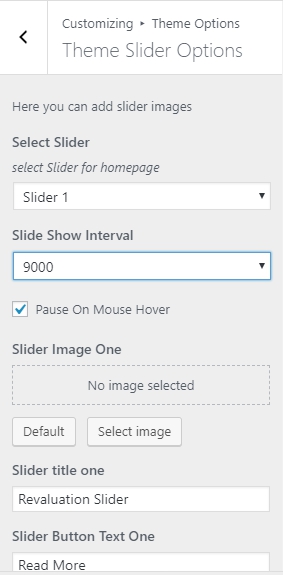 Customizing ▸ Theme Options
Theme Slider Options
Here you can add slider images
Select Slider
select Slider for homepage
Slider 1
Slide Show Interval
9000
Pause On Mouse Hover
Slider Image One
No image selected
Default Select image
Slider title one
Revaluation Slider
Slider Button Text One
Read More